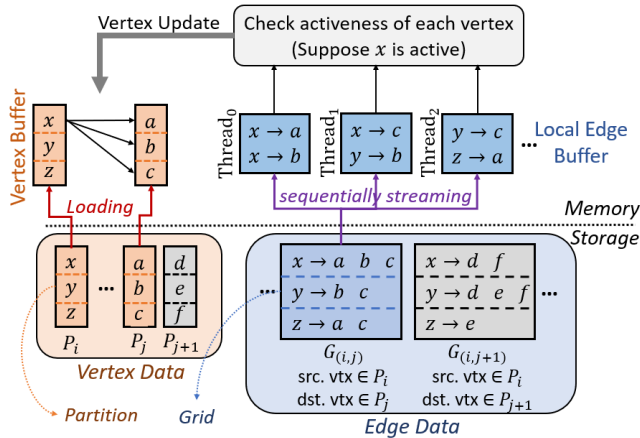 Vertex Update
Check activeness of each vertex
(Suppose x is active)
Vertex Buffer
x
y
z
a
b
c
Thread0
x → a
x → b
Thread1
x → c
y → b
Thread2
y → c
z → a
...
Local Edge
Buffer
Loading
sequentially streaming
Memory
Storage
x
y
z
...
a
b
c
d
e
f
Pi
Pj
Pj+1
Vertex Data
...
x → a b c
y → b c
z → a c
x → d f
y → d e f
z → e
...
G(i,j)
src. vtx ∈ Pi
dst. vtx ∈ Pj
G(i,j+1)
src. vtx ∈ Pi
dst. vtx ∈ Pj+1
Edge Data
Partition
Grid